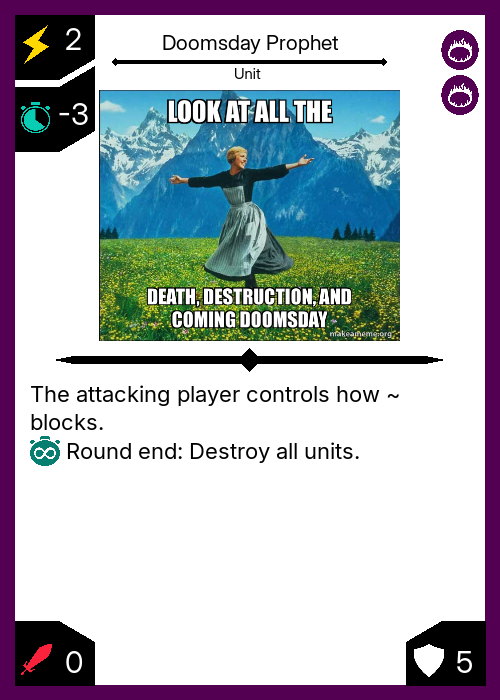 2
Doomsday Prophet
Unit
-3
LOOK AT ALL THE
DEATH, DESTRUCTION, AND
COMING DOOMSDAY
makeameme.org
The attacking player controls how ~
blocks.
Round end: Destroy all units.
0
5